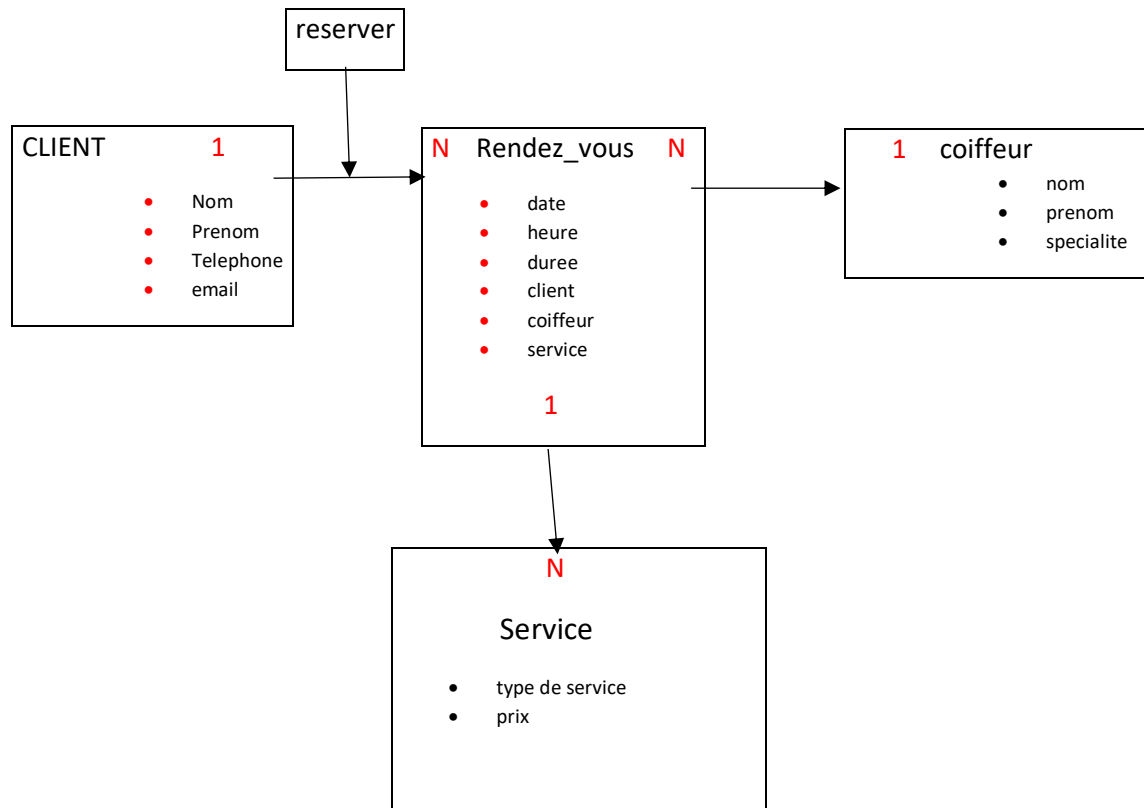 reserver
CLIENT 1
Nom
Prenom
Telephone
email
N Rendez_vous N
date
heure
duree
client
coiffeur
service
1
1 coiffeur
nom
prenom
specialite
N
Service
type de service
prix